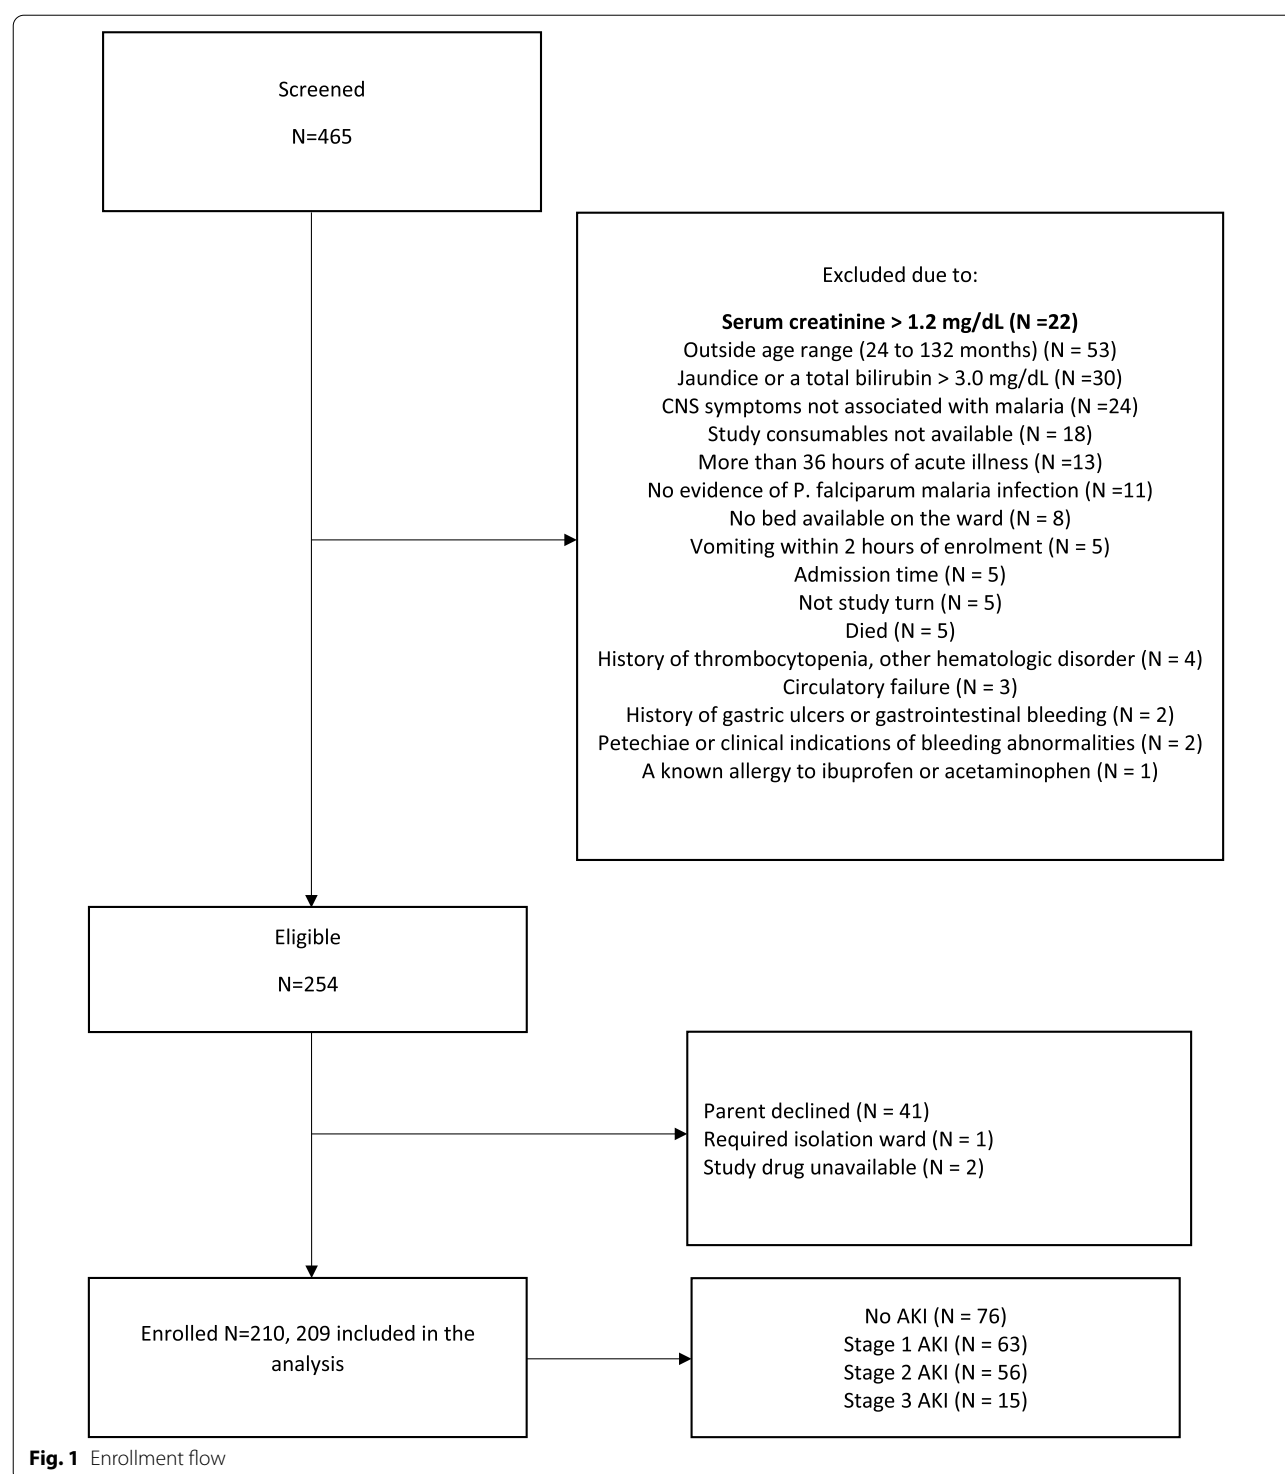 Screened
N=465
Excluded due to:
Serum creatinine > 1.2 mg/dL (N =22)
Outside age range (24 to 132 months) (N = 53)
Jaundice or a total bilirubin > 3.0 mg/dL (N =30)
CNS symptoms not associated with malaria (N =24)
Study consumables not available (N = 18)
More than 36 hours of acute illness (N =13)
No evidence of P. falciparum malaria infection (N =11)
No bed available on the ward (N = 8)
Vomiting within 2 hours of enrolment (N = 5)
Admission time (N = 5)
Not study turn (N = 5)
Died (N = 5)
History of thrombocytopenia, other hematologic disorder (N = 4)
Circulatory failure (N = 3)
History of gastric ulcers or gastrointestinal bleeding (N = 2)
Petechiae or clinical indications of bleeding abnormalities (N = 2)
A known allergy to ibuprofen or acetaminophen (N = 1)
Eligible
N=254
Parent declined (N = 41)
Required isolation ward (N = 1)
Study drug unavailable (N = 2)
Enrolled N=210, 209 included in the
analysis
No AKI (N = 76)
Stage 1 AKI (N = 63)
Stage 2 AKI (N = 56)
Stage 3 AKI (N = 15)
Fig. 1 Enrollment flow